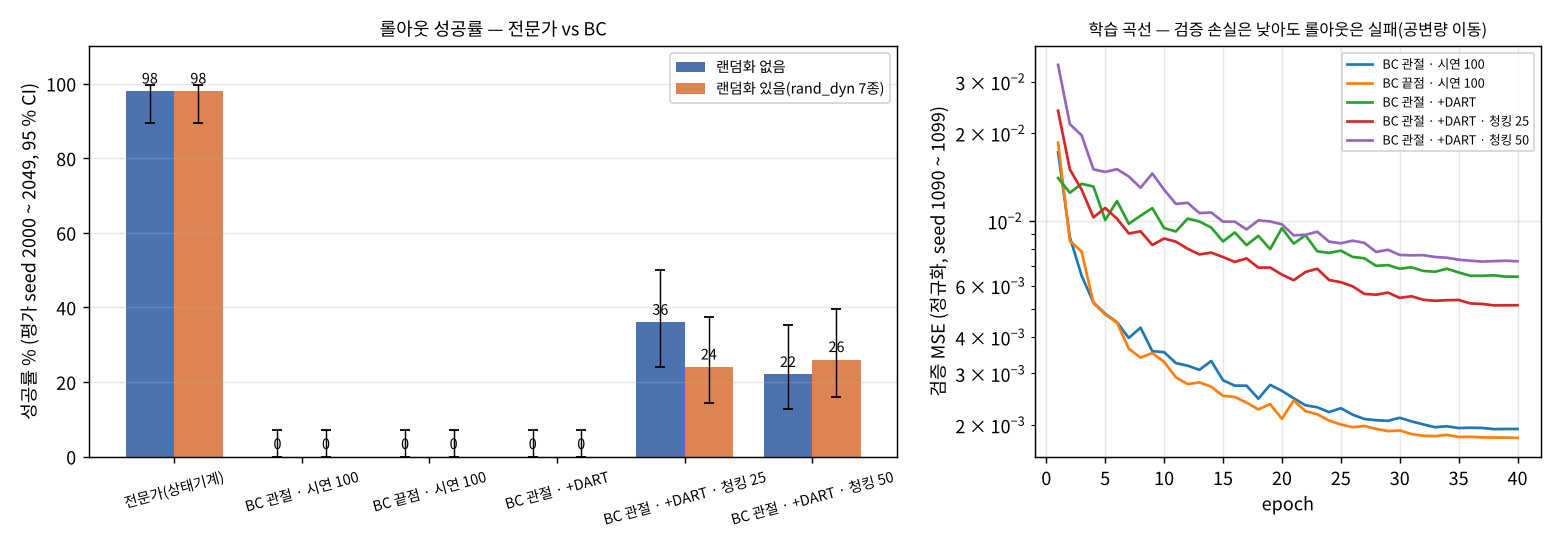 롤아웃 성공률 — 전문가 vs BC
성공률 % (평가 seed 2000 ~ 2049, 95 % CI)
100
80
60
40
20
0
98
98
0
0
0
0
0
0
36
24
22
26
랜덤화 없음
랜덤화 있음(rand_dyn 7종)
전문가(상태기계)
BC 관절 · 시연 100
BC 끝점 · 시연 100
BC 관절 · +DART
BC 관절 · +DART · 청킹 25
BC 관절 · +DART · 청킹 50
학습 곡선 — 검증 손실은 낮아도 롤아웃은 실패(공변량 이동)
검증 MSE (정규화, seed 1090 ~ 1099)
3 × 10⁻²
2 × 10⁻²
10⁻²
6 × 10⁻³
4 × 10⁻³
3 × 10⁻³
2 × 10⁻³
BC 관절 · 시연 100
BC 끝점 · 시연 100
BC 관절 · +DART
BC 관절 · +DART · 청킹 25
BC 관절 · +DART · 청킹 50
0 5 10 15 20 25 30 35 40
epoch